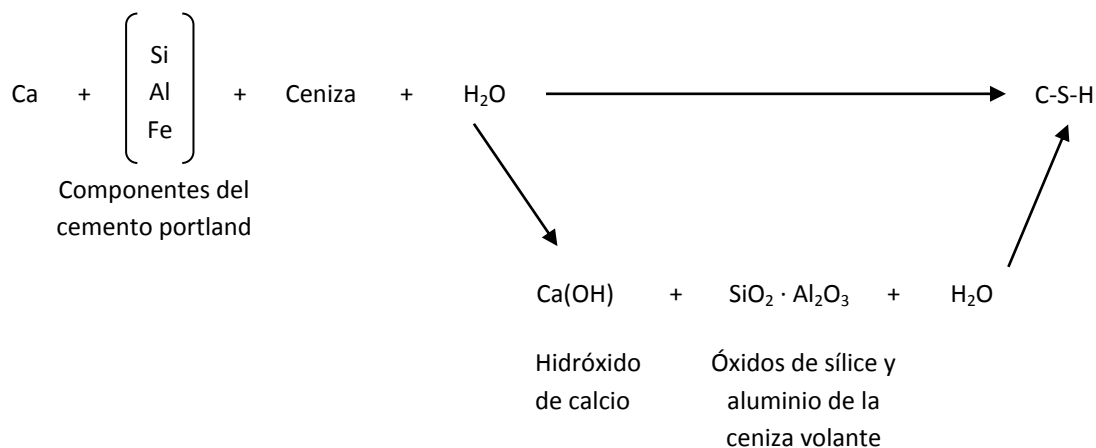 Si
Ca + Al + Ceniza + H₂O C-S-H
Fe
Componentes del
cemento portland
Ca(OH) + SiO₂ · Al₂O₃ + H₂O
Hidróxido
de calcio
Óxidos de sílice y
aluminio de la
ceniza volante